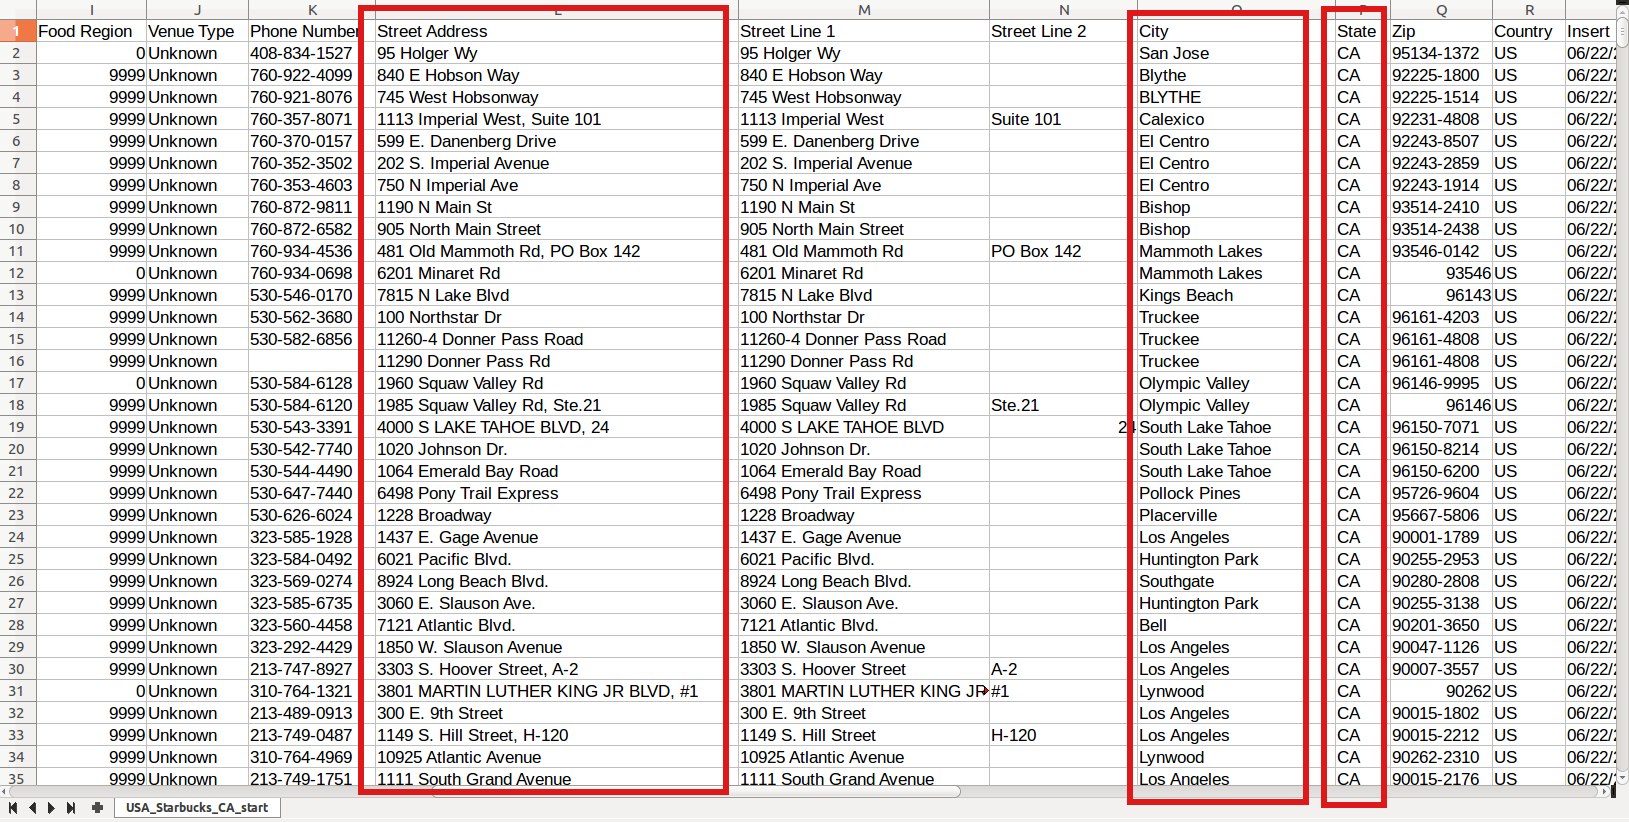 I J K L M N O P Q R
1 Food Region Venue Type Phone Number Street Address Street Line 1 Street Line 2 City State Zip Country Insert
2 0 Unknown 408-834-1527 95 Holger Wy 95 Holger Wy San Jose CA 95134-1372 US 06/22/2
3 9999 Unknown 760-922-4099 840 E Hobson Way 840 E Hobson Way Blythe CA 92225-1800 US 06/22/2
4 9999 Unknown 760-921-8076 745 West Hobsonway 745 West Hobsonway BLYTHE CA 92225-1514 US 06/22/2
5 9999 Unknown 760-357-8071 1113 Imperial West, Suite 101 1113 Imperial West Suite 101 Calexico CA 92231-4808 US 06/22/2
6 9999 Unknown 760-370-0157 599 E. Danenberg Drive 599 E. Danenberg Drive El Centro CA 92243-8507 US 06/22/2
7 9999 Unknown 760-352-3502 202 S. Imperial Avenue 202 S. Imperial Avenue El Centro CA 92243-2859 US 06/22/2
8 9999 Unknown 760-353-4603 750 N Imperial Ave 750 N Imperial Ave El Centro CA 92243-1914 US 06/22/2
9 9999 Unknown 760-872-9811 1190 N Main St 1190 N Main St Bishop CA 93514-2410 US 06/22/2
10 9999 Unknown 760-872-6582 905 North Main Street 905 North Main Street Bishop CA 93514-2438 US 06/22/2
11 9999 Unknown 760-934-4536 481 Old Mammoth Rd, PO Box 142 481 Old Mammoth Rd PO Box 142 Mammoth Lakes CA 93546-0142 US 06/22/2
12 0 Unknown 760-934-0698 6201 Minaret Rd 6201 Minaret Rd Mammoth Lakes CA 93546 US 06/22/2
13 9999 Unknown 530-546-0170 7815 N Lake Blvd 7815 N Lake Blvd Kings Beach CA 96143 US 06/22/2
14 9999 Unknown 530-562-3680 100 Northstar Dr 100 Northstar Dr Truckee CA 96161-4203 US 06/22/2
15 9999 Unknown 530-582-6856 11260-4 Donner Pass Road 11260-4 Donner Pass Road Truckee CA 96161-4808 US 06/22/2
16 9999 Unknown 11290 Donner Pass Rd 11290 Donner Pass Rd Truckee CA 96161-4808 US 06/22/2
17 0 Unknown 530-584-6128 1960 Squaw Valley Rd 1960 Squaw Valley Rd Olympic Valley CA 96146-9995 US 06/22/2
18 9999 Unknown 530-584-6120 1985 Squaw Valley Rd, Ste.21 1985 Squaw Valley Rd Ste.21 Olympic Valley CA 96146 US 06/22/2
19 9999 Unknown 530-543-3391 4000 S LAKE TAHOE BLVD, 24 4000 S LAKE TAHOE BLVD 24 South Lake Tahoe CA 96150-7071 US 06/22/2
20 9999 Unknown 530-542-7740 1020 Johnson Dr. 1020 Johnson Dr. South Lake Tahoe CA 96150-8214 US 06/22/2
21 9999 Unknown 530-544-4490 1064 Emerald Bay Road 1064 Emerald Bay Road South Lake Tahoe CA 96150-6200 US 06/22/2
22 9999 Unknown 530-647-7440 6498 Pony Trail Express 6498 Pony Trail Express Pollock Pines CA 95726-9604 US 06/22/2
23 9999 Unknown 530-626-6024 1228 Broadway 1228 Broadway Placerville CA 95667-5806 US 06/22/2
24 9999 Unknown 323-585-1928 1437 E. Gage Avenue 1437 E. Gage Avenue Los Angeles CA 90001-1789 US 06/22/2
25 9999 Unknown 323-584-0492 6021 Pacific Blvd. 6021 Pacific Blvd. Huntington Park CA 90255-2953 US 06/22/2
26 9999 Unknown 323-569-0274 8924 Long Beach Blvd. 8924 Long Beach Blvd. Southgate CA 90280-2808 US 06/22/2
27 9999 Unknown 323-585-6735 3060 E. Slauson Ave. 3060 E. Slauson Ave. Huntington Park CA 90255-3138 US 06/22/2
28 9999 Unknown 323-560-4458 7121 Atlantic Blvd. 7121 Atlantic Blvd. Bell CA 90201-3650 US 06/22/2
29 9999 Unknown 323-292-4429 1850 W. Slauson Avenue 1850 W. Slauson Avenue Los Angeles CA 90047-1126 US 06/22/2
30 9999 Unknown 213-747-8927 3303 S. Hoover Street, A-2 3303 S. Hoover Street A-2 Los Angeles CA 90007-3557 US 06/22/2
31 0 Unknown 310-764-1321 3801 MARTIN LUTHER KING JR BLVD, #1 3801 MARTIN LUTHER KING JR #1 Lynwood CA 90262 US 06/22/2
32 9999 Unknown 213-489-0913 300 E. 9th Street 300 E. 9th Street Los Angeles CA 90015-1802 US 06/22/2
33 9999 Unknown 213-749-0487 1149 S. Hill Street, H-120 1149 S. Hill Street H-120 Los Angeles CA 90015-2212 US 06/22/2
34 9999 Unknown 310-764-4969 10925 Atlantic Avenue 10925 Atlantic Avenue Lynwood CA 90262-2310 US 06/22/2
35 9999 Unknown 213-749-1751 1111 South Grand Avenue 1111 South Grand Avenue Los Angeles CA 90015-2176 US 06/22/2
USA_Starbucks_CA_start